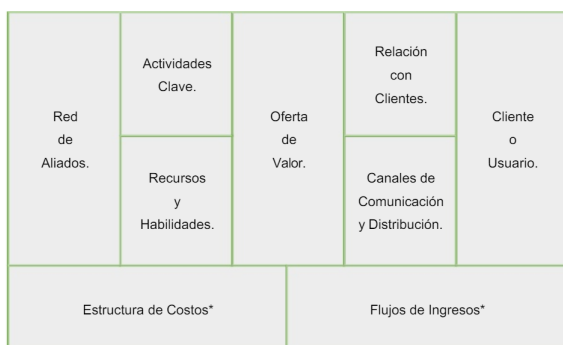 Red
de
Aliados.
Actividades
Clave.
Recursos
y
Habilidades.
Oferta
de
Valor.
Relación
con
Clientes.
Canales de
Comunicación
y Distribución.
Cliente
o
Usuario.
Estructura de Costos*
Flujos de Ingresos*